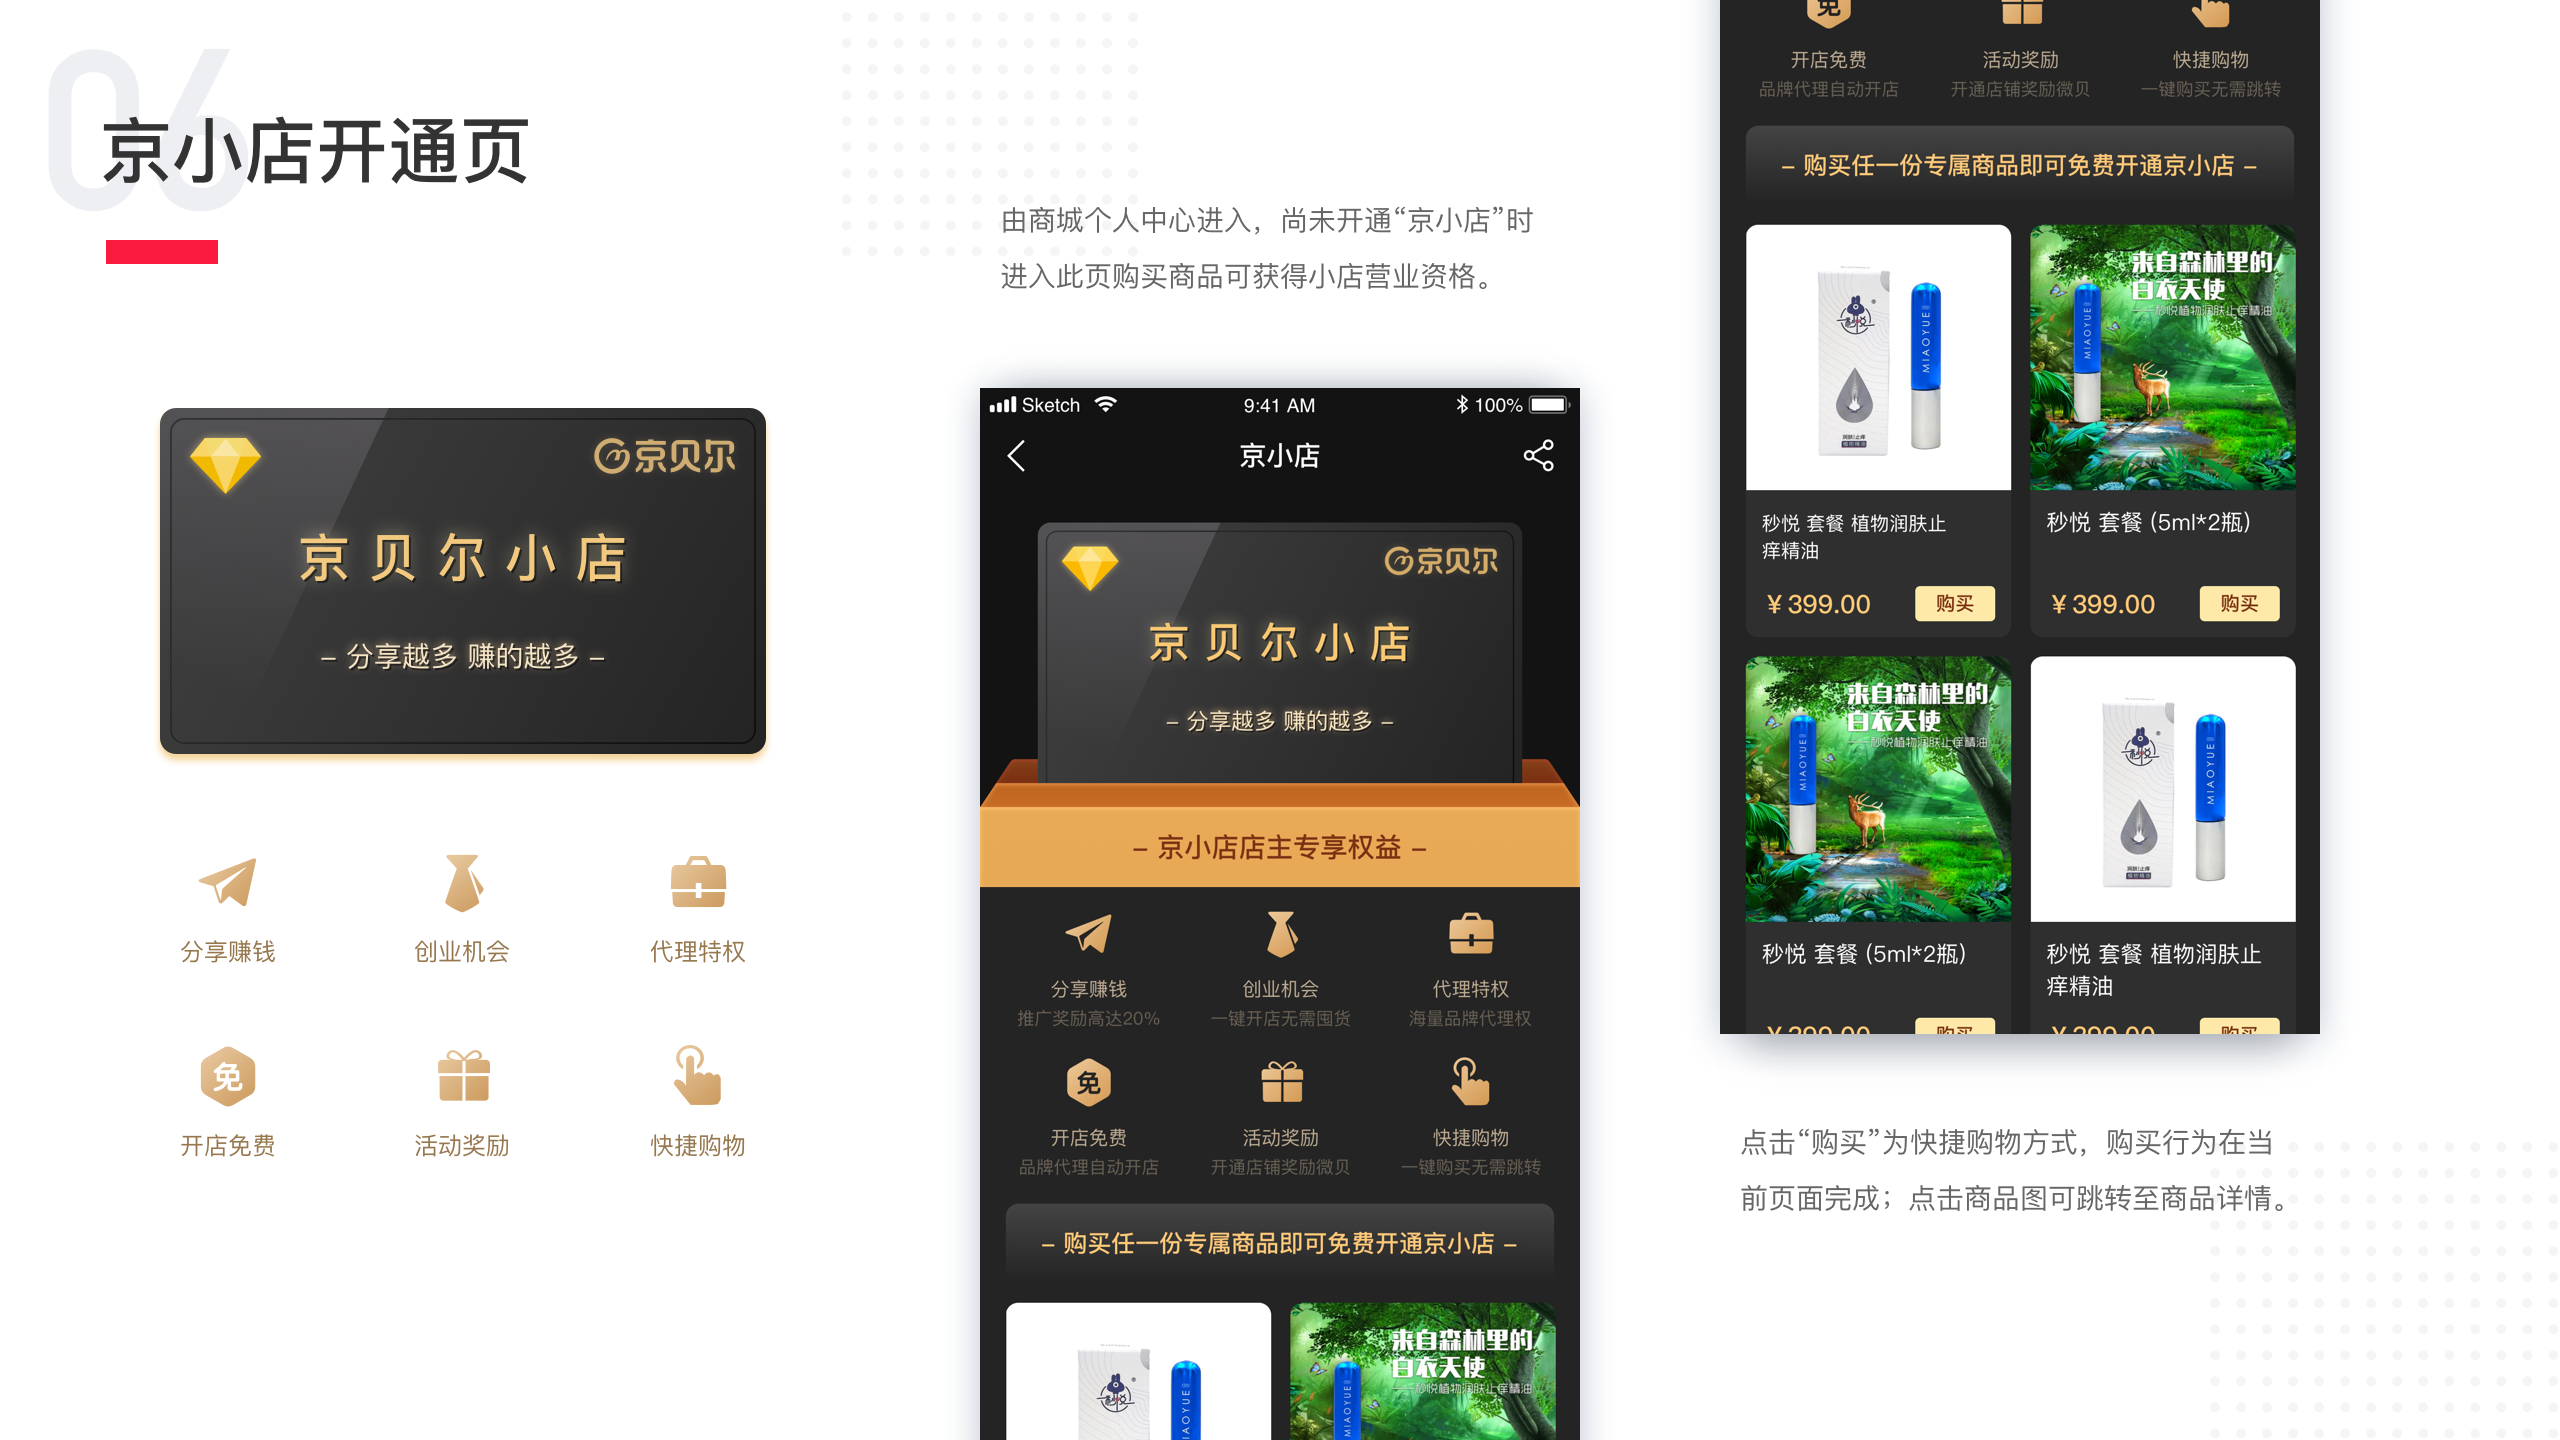 06
京小店开通页
京贝尔
京贝尔小店
– 分享越多 赚的越多 –
分享赚钱
创业机会
代理特权
免
开店免费
活动奖励
快捷购物
由商城个人中心进入，尚未开通“京小店”时
进入此页购买商品可获得小店营业资格。
Sketch
9:41 AM
100%
京小店
京贝尔
京贝尔小店
– 分享越多 赚的越多 –
– 京小店店主专享权益 –
分享赚钱
创业机会
代理特权
推广奖励高达20%
一键开店无需囤货
海量品牌代理权
免
开店免费
活动奖励
快捷购物
品牌代理自动开店
开通店铺奖励微贝
一键购买无需跳转
– 购买任一份专属商品即可免费开通京小店 –
来自森林里的
白衣天使
——秒悦植物润肤止痒精油
免
开店免费
活动奖励
快捷购物
品牌代理自动开店
开通店铺奖励微贝
一键购买无需跳转
– 购买任一份专属商品即可免费开通京小店 –
MIAOYUE
来自森林里的
白衣天使
——秒悦植物润肤止痒精油
MIAOYUE
秒悦 套餐 植物润肤止
痒精油
¥ 399.00
购买
秒悦 套餐 (5ml*2瓶)
¥ 399.00
购买
来自森林里的
白衣天使
——秒悦植物润肤止痒精油
MIAOYUE
MIAOYUE
秒悦 套餐 (5ml*2瓶)
¥ 399.00
购买
秒悦 套餐 植物润肤止
痒精油
¥ 399.00
购买
点击“购买”为快捷购物方式，购买行为在当
前页面完成；点击商品图可跳转至商品详情。